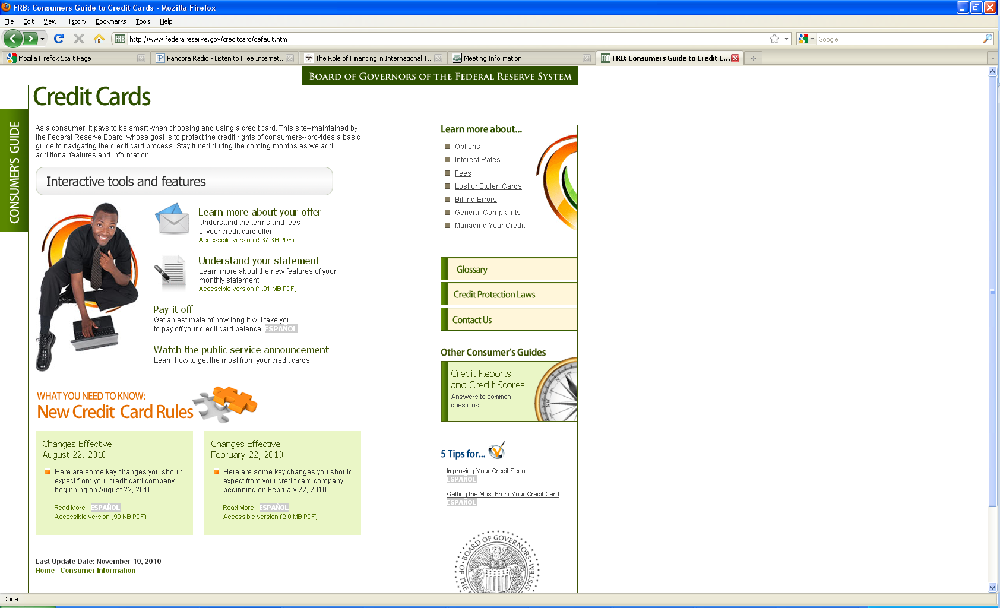 FRB: Consumers Guide to Credit Cards - Mozilla Firefox
File Edit View History Bookmarks Tools Help
FRB http://www.federalreserve.gov/creditcard/default.htm
Google
Mozilla Firefox Start Page
Pandora Radio - Listen to Free Internet...
The Role of Financing in International T...
Meeting Information
FRB FRB: Consumers Guide to Credit C...
BOARD OF GOVERNORS OF THE FEDERAL RESERVE SYSTEM
Credit Cards
CONSUMER'S GUIDE
As a consumer, it pays to be smart when choosing and using a credit card. This site--maintained by
the Federal Reserve Board, whose goal is to protect the credit rights of consumers--provides a basic
guide to navigating the credit card process. Stay tuned during the coming months as we add
additional features and information.
Interactive tools and features
Learn more about your offer
Understand the terms and fees
of your credit card offer.
Accessible version (937 KB PDF)
Understand your statement
Learn more about the new features of your
monthly statement.
Accessible version (1.01 MB PDF)
Pay it off
Get an estimate of how long it will take you
to pay off your credit card balance. ESPAÑOL
Watch the public service announcement
Learn how to get the most from your credit cards.
WHAT YOU NEED TO KNOW:
New Credit Card Rules
Changes Effective
August 22, 2010
Here are some key changes you should
expect from your credit card company
beginning on August 22, 2010.
Read More | ESPAÑOL
Accessible version (99 KB PDF)
Changes Effective
February 22, 2010
Here are some key changes you should
expect from your credit card company
beginning on February 22, 2010.
Read More | ESPAÑOL
Accessible version (2.0 MB PDF)
Last Update Date: November 10, 2010
Home | Consumer Information
Learn more about...
Options
Interest Rates
Fees
Lost or Stolen Cards
Billing Errors
General Complaints
Managing Your Credit
Glossary
Credit Protection Laws
Contact Us
Other Consumer's Guides
Credit Reports
and Credit Scores
Answers to common
questions.
NW
5 Tips for...
Improving Your Credit Score
ESPAÑOL
Getting the Most From Your Credit Card
ESPAÑOL
BOARD OF GOVERNORS
OF THE
SYSTEM
Done